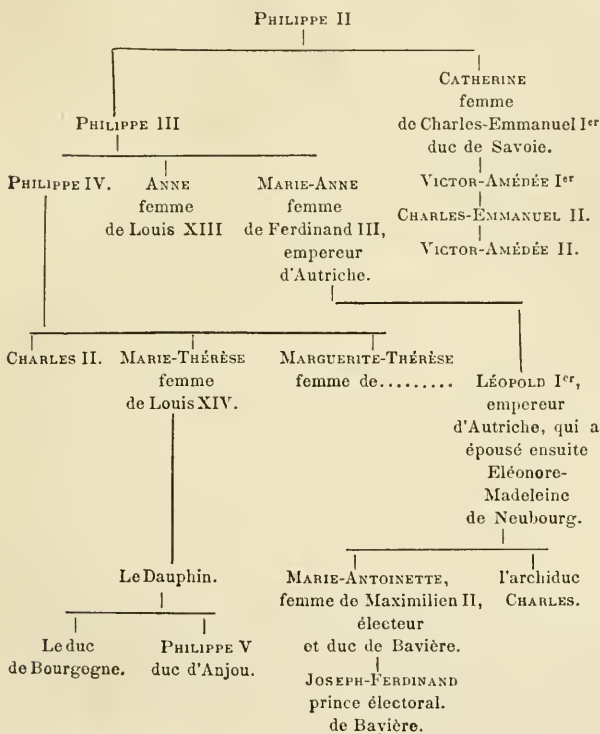 PHILIPPE II
CATHERINE
femme
de Charles-Emmanuel Ier
duc de Savoie.
PHILIPPE III
VICTOR-AMÉDÉE Ier
CHARLES-EMMANUEL II.
VICTOR-AMÉDÉE II.
PHILIPPE IV.
ANNE
femme
de Louis XIII
MARIE-ANNE
femme
de Ferdinand III,
empereur
d'Autriche.
CHARLES II.
MARIE-THÉRÈSE
femme
de Louis XIV.
MARGUERITE-THÉRÈSE
femme de.........
LÉOPOLD Ier,
empereur
d'Autriche, qui a
épousé ensuite
Eléonore-
Madeleine
de Neubourg.
Le Dauphin.
MARIE-ANTOINETTE,
femme de Maximilien II,
électeur
et duc de Bavière.
l'archiduc
CHARLES.
Le duc
de Bourgogne.
PHILIPPE V
duc d'Anjou.
JOSEPH-FERDINAND
prince électoral.
de Bavière.